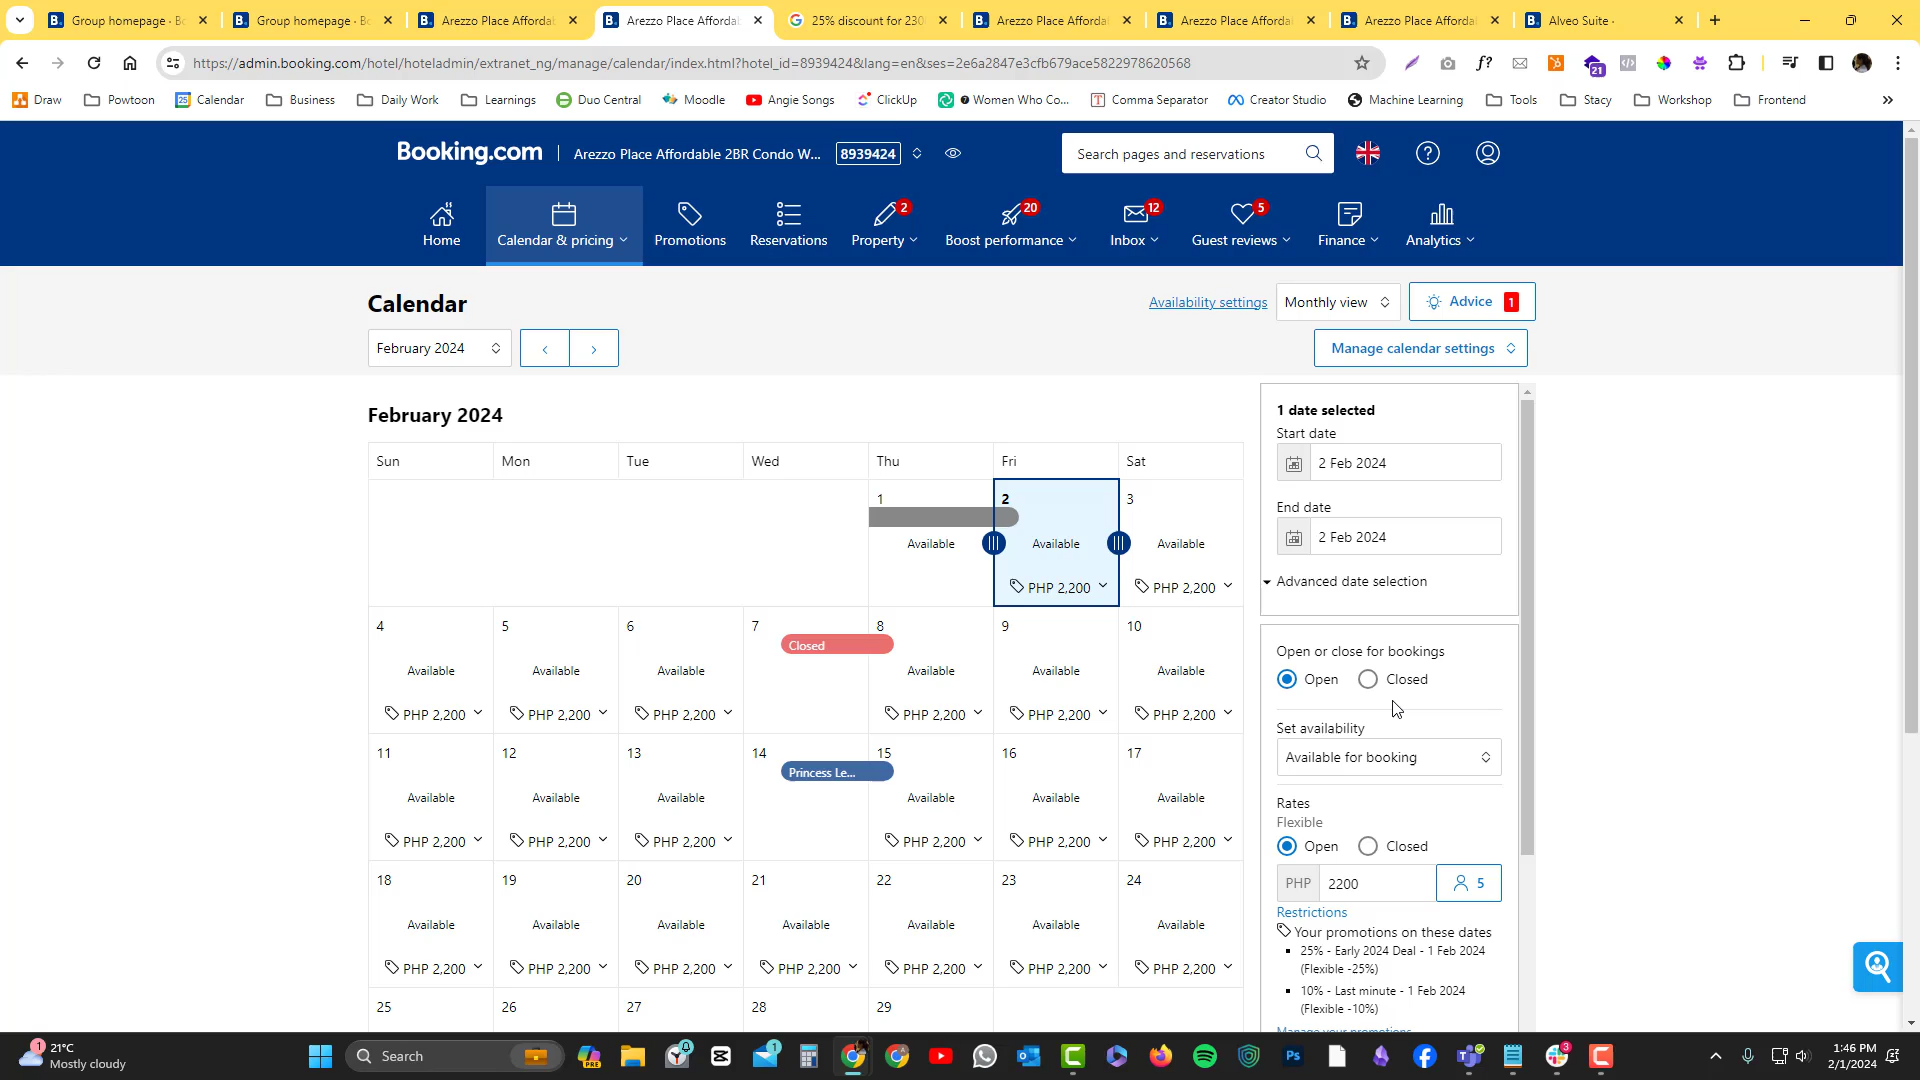 Group homepage · Bo
Group homepage · Bo
Arezzo Place Affordab
Arezzo Place Affordab
25% discount for 230
Arezzo Place Affordab
Arezzo Place Affordab
Arezzo Place Affordab
Alveo Suite ·
https://admin.booking.com/hotel/hoteladmin/extranet_ng/manage/calendar/index.html?hotel_id=8939424&lang=en&ses=2e6a2847e3cfb679ace5822978620568
f?
21
Draw
Powtoon
Calendar
Business
Daily Work
Learnings
Duo Central
Moodle
Angie Songs
ClickUp
Women Who Co...
Comma Separator
Creator Studio
Machine Learning
Tools
Stacy
Workshop
Frontend
Booking.com
Arezzo Place Affordable 2BR Condo W...
8939424
Search pages and reservations
Home
Calendar & pricing
Promotions
Reservations
2
Property
20
Boost performance
12
Inbox
5
Guest reviews
Finance
Analytics
Calendar
Availability settings
Monthly view
Advice 1
February 2024
Manage calendar settings
February 2024
Sun Mon Tue Wed Thu Fri Sat
1 2 3
Available Available Available
PHP 2,200 PHP 2,200
4 5 6 7 8 9 10
Closed
Available Available Available Available Available Available
PHP 2,200 PHP 2,200 PHP 2,200 PHP 2,200 PHP 2,200 PHP 2,200
11 12 13 14 15 16 17
Princess Le...
Available Available Available Available Available Available
PHP 2,200 PHP 2,200 PHP 2,200 PHP 2,200 PHP 2,200 PHP 2,200
18 19 20 21 22 23 24
Available Available Available Available Available Available Available
PHP 2,200 PHP 2,200 PHP 2,200 PHP 2,200 PHP 2,200 PHP 2,200 PHP 2,200
25 26 27 28 29
1 date selected
Start date
2 Feb 2024
End date
2 Feb 2024
Advanced date selection
Open or close for bookings
Open Closed
Set availability
Available for booking
Rates
Flexible
Open Closed
PHP 2200 5
Restrictions
Your promotions on these dates
25% - Early 2024 Deal - 1 Feb 2024
(Flexible -25%)
10% - Last minute - 1 Feb 2024
(Flexible -10%)
Manage your promotions
1
21°C
Mostly cloudy
Search
PRE
1
Ps
3
1:46 PM
2/1/2024